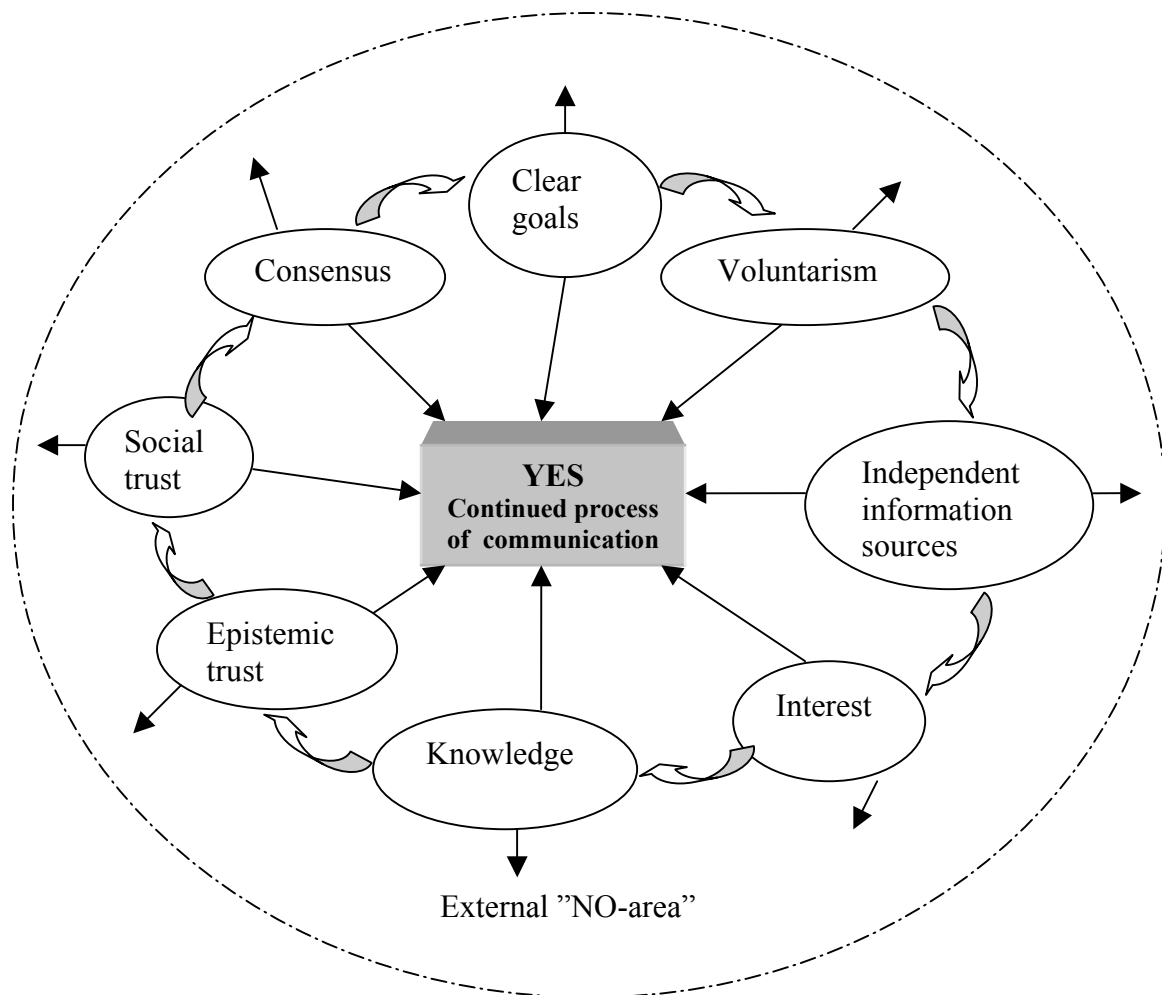 Clear
goals
Consensus
Voluntarism
Social
trust
YES
Continued process
of communication
Independent
information
sources
Epistemic
trust
Interest
Knowledge
External ”NO-area”